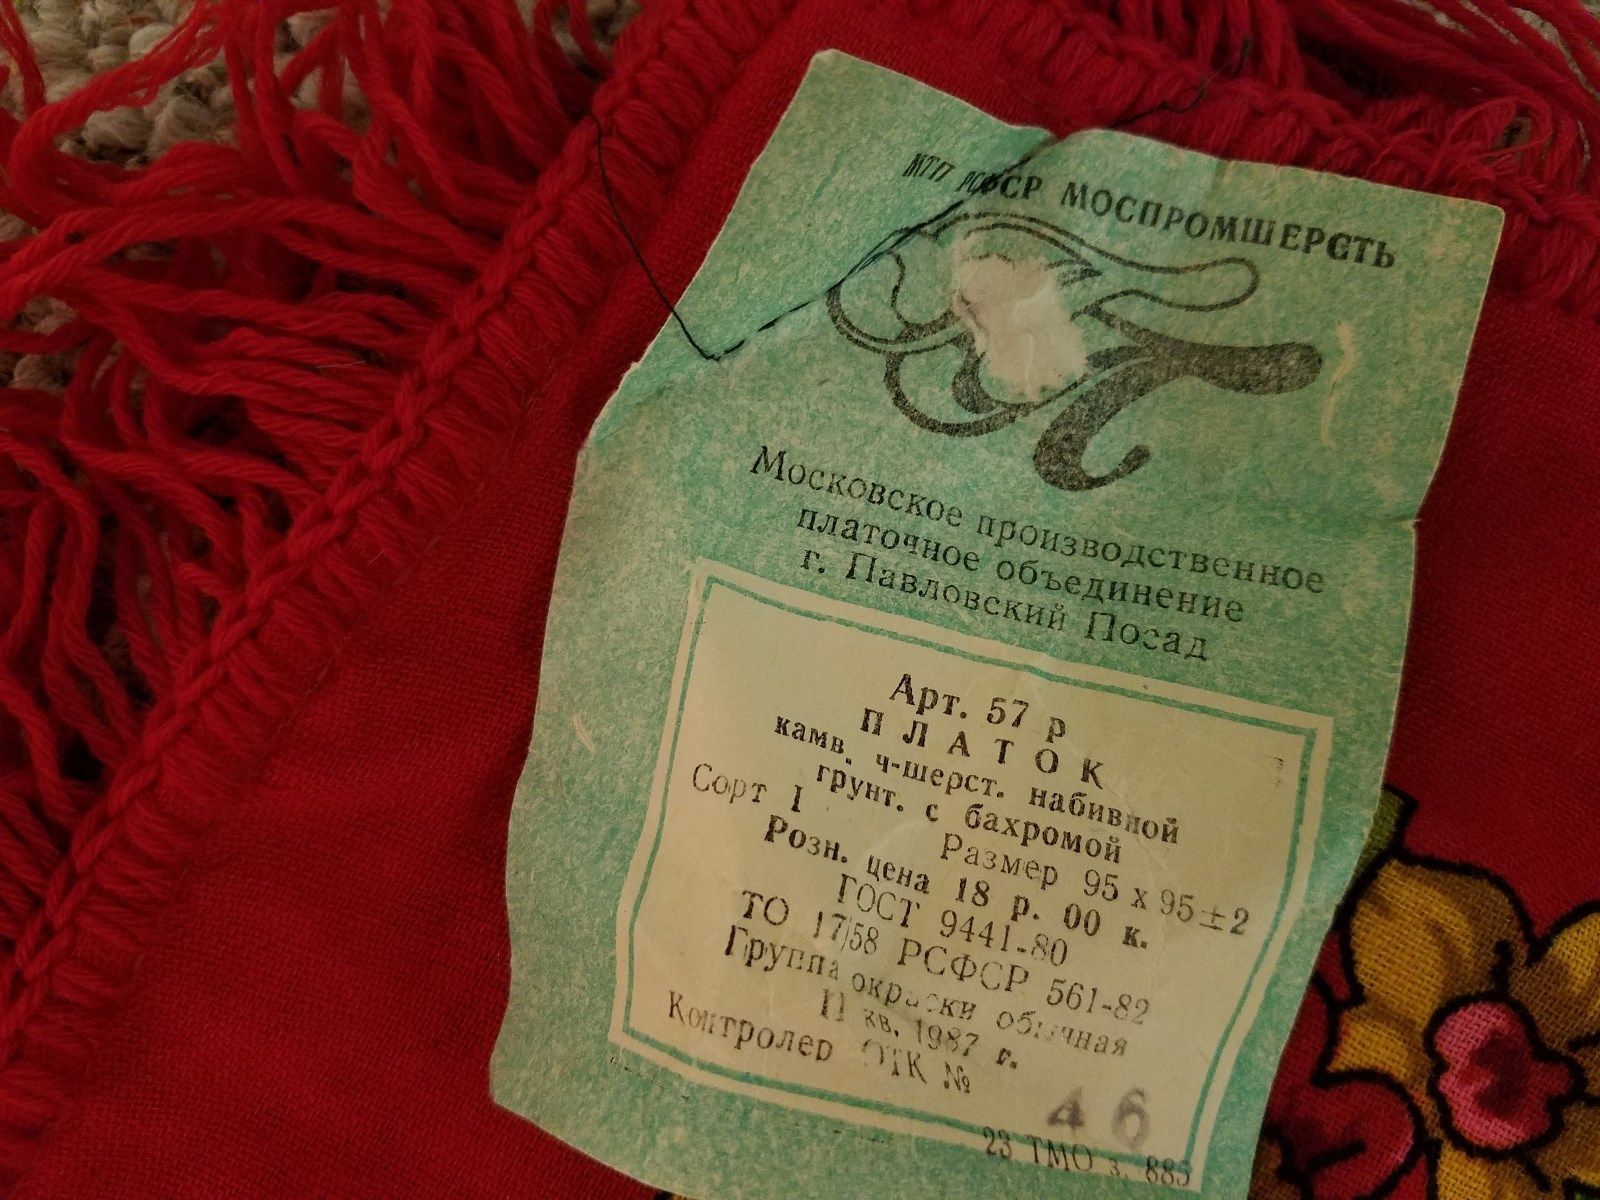 МТП РСФСР МОСПРОМШЕРСТЬ
Московское производственное
платочное объединение
г. Павловский Посад
Арт. 57 р
ПЛАТОК
камв. ч-шерст. набивной
грунт. с бахромой
Сорт I Размер 95 х 95±2
Розн. цена 18 р. 00 к.
ГОСТ 9441-80
ТО 17/58 РСФСР 561-82
Группа окраски обычная
II кв. 1987 г.
Контролер ОТК №
46
23 ТМО з. 885